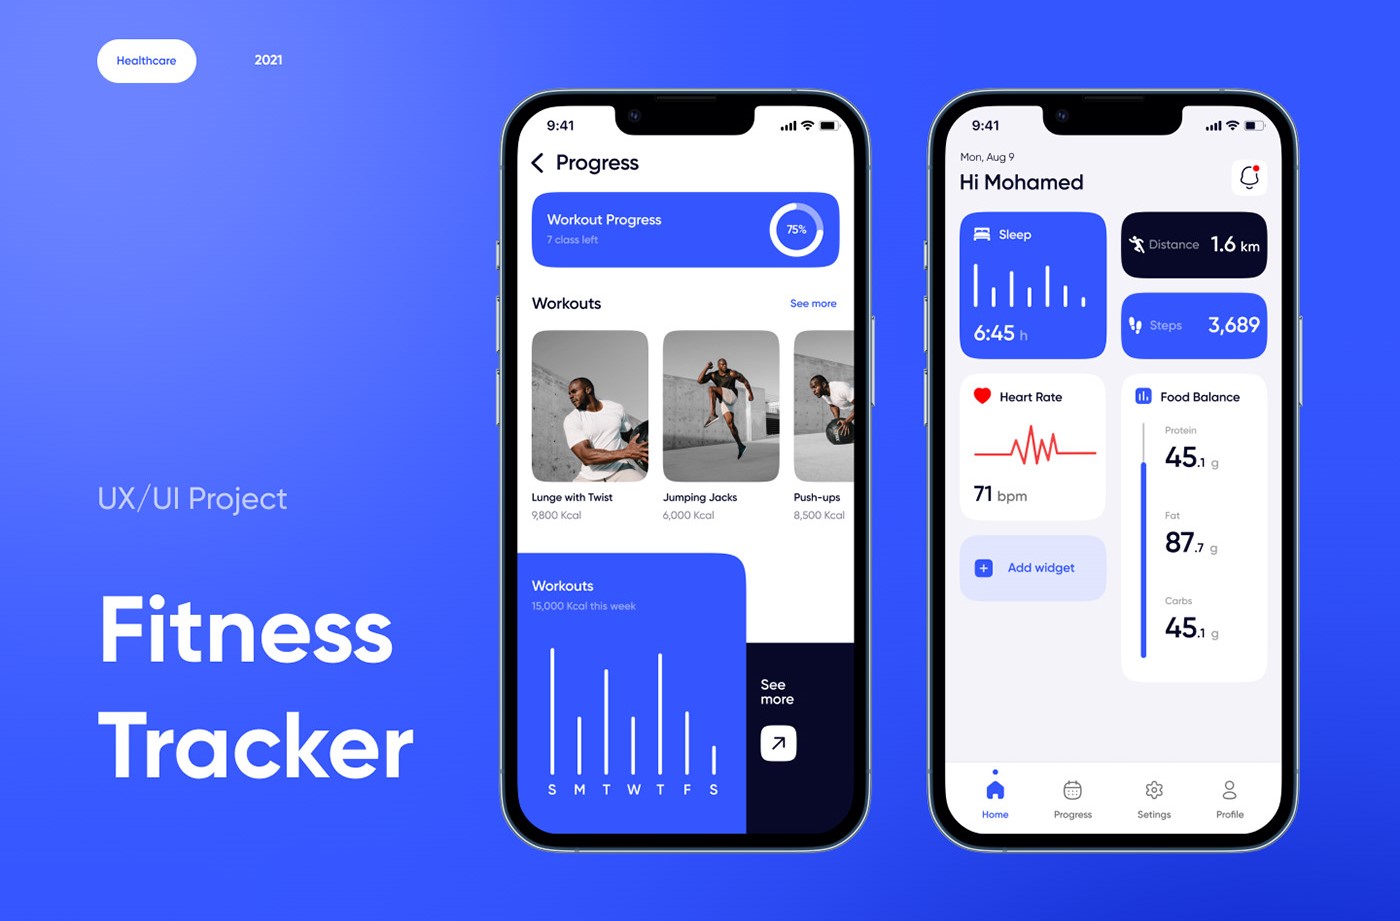 Healthcare
2021
UX/UI Project
Fitness
Tracker
9:41
Progress
Workout Progress
7 class left
75%
Workouts
See more
Lunge with Twist
9,800 Kcal
Jumping Jacks
6,000 Kcal
Push-ups
8,500 Kcal
Workouts
15,000 Kcal this week
S M T W T F S
See
more
9:41
Mon, Aug 9
Hi Mohamed
Sleep
6:45 h
Distance 1.6 km
Steps 3,689
Heart Rate
71 bpm
Add widget
Food Balance
Protein
45.1 g
Fat
87.7 g
Carbs
45.1 g
Home
Progress
Setings
Profile